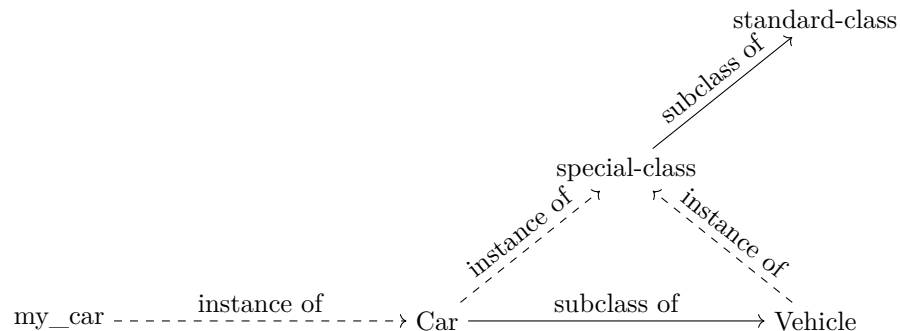 standard-class
subclass of
special-class
instance of
instance of
my_car
instance of
Car
subclass of
Vehicle